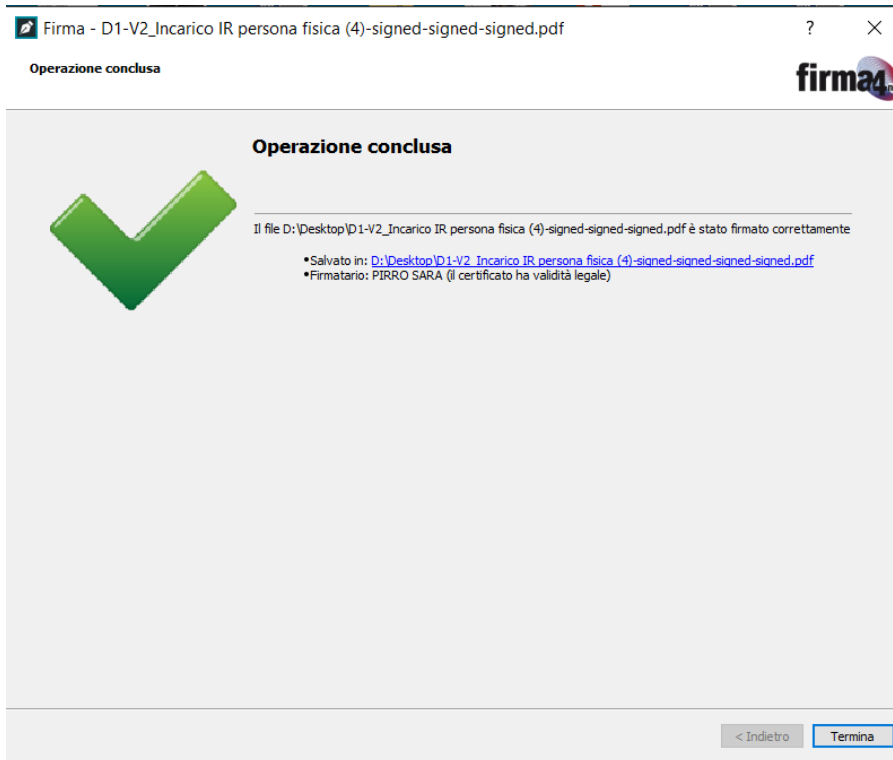 Firma - D1-V2_Incarico IR persona fisica (4)-signed-signed-signed.pdf ?
Operazione conclusa
firma4
Operazione conclusa
Il file D:\Desktop\D1-V2_Incarico IR persona fisica (4)-signed-signed-signed.pdf è stato firmato correttamente
•Salvato in: D:\Desktop\D1-V2_Incarico IR persona fisica (4)-signed-signed-signed-signed.pdf
•Firmatario: PIRRO SARA (il certificato ha validità legale)
< Indietro Termina